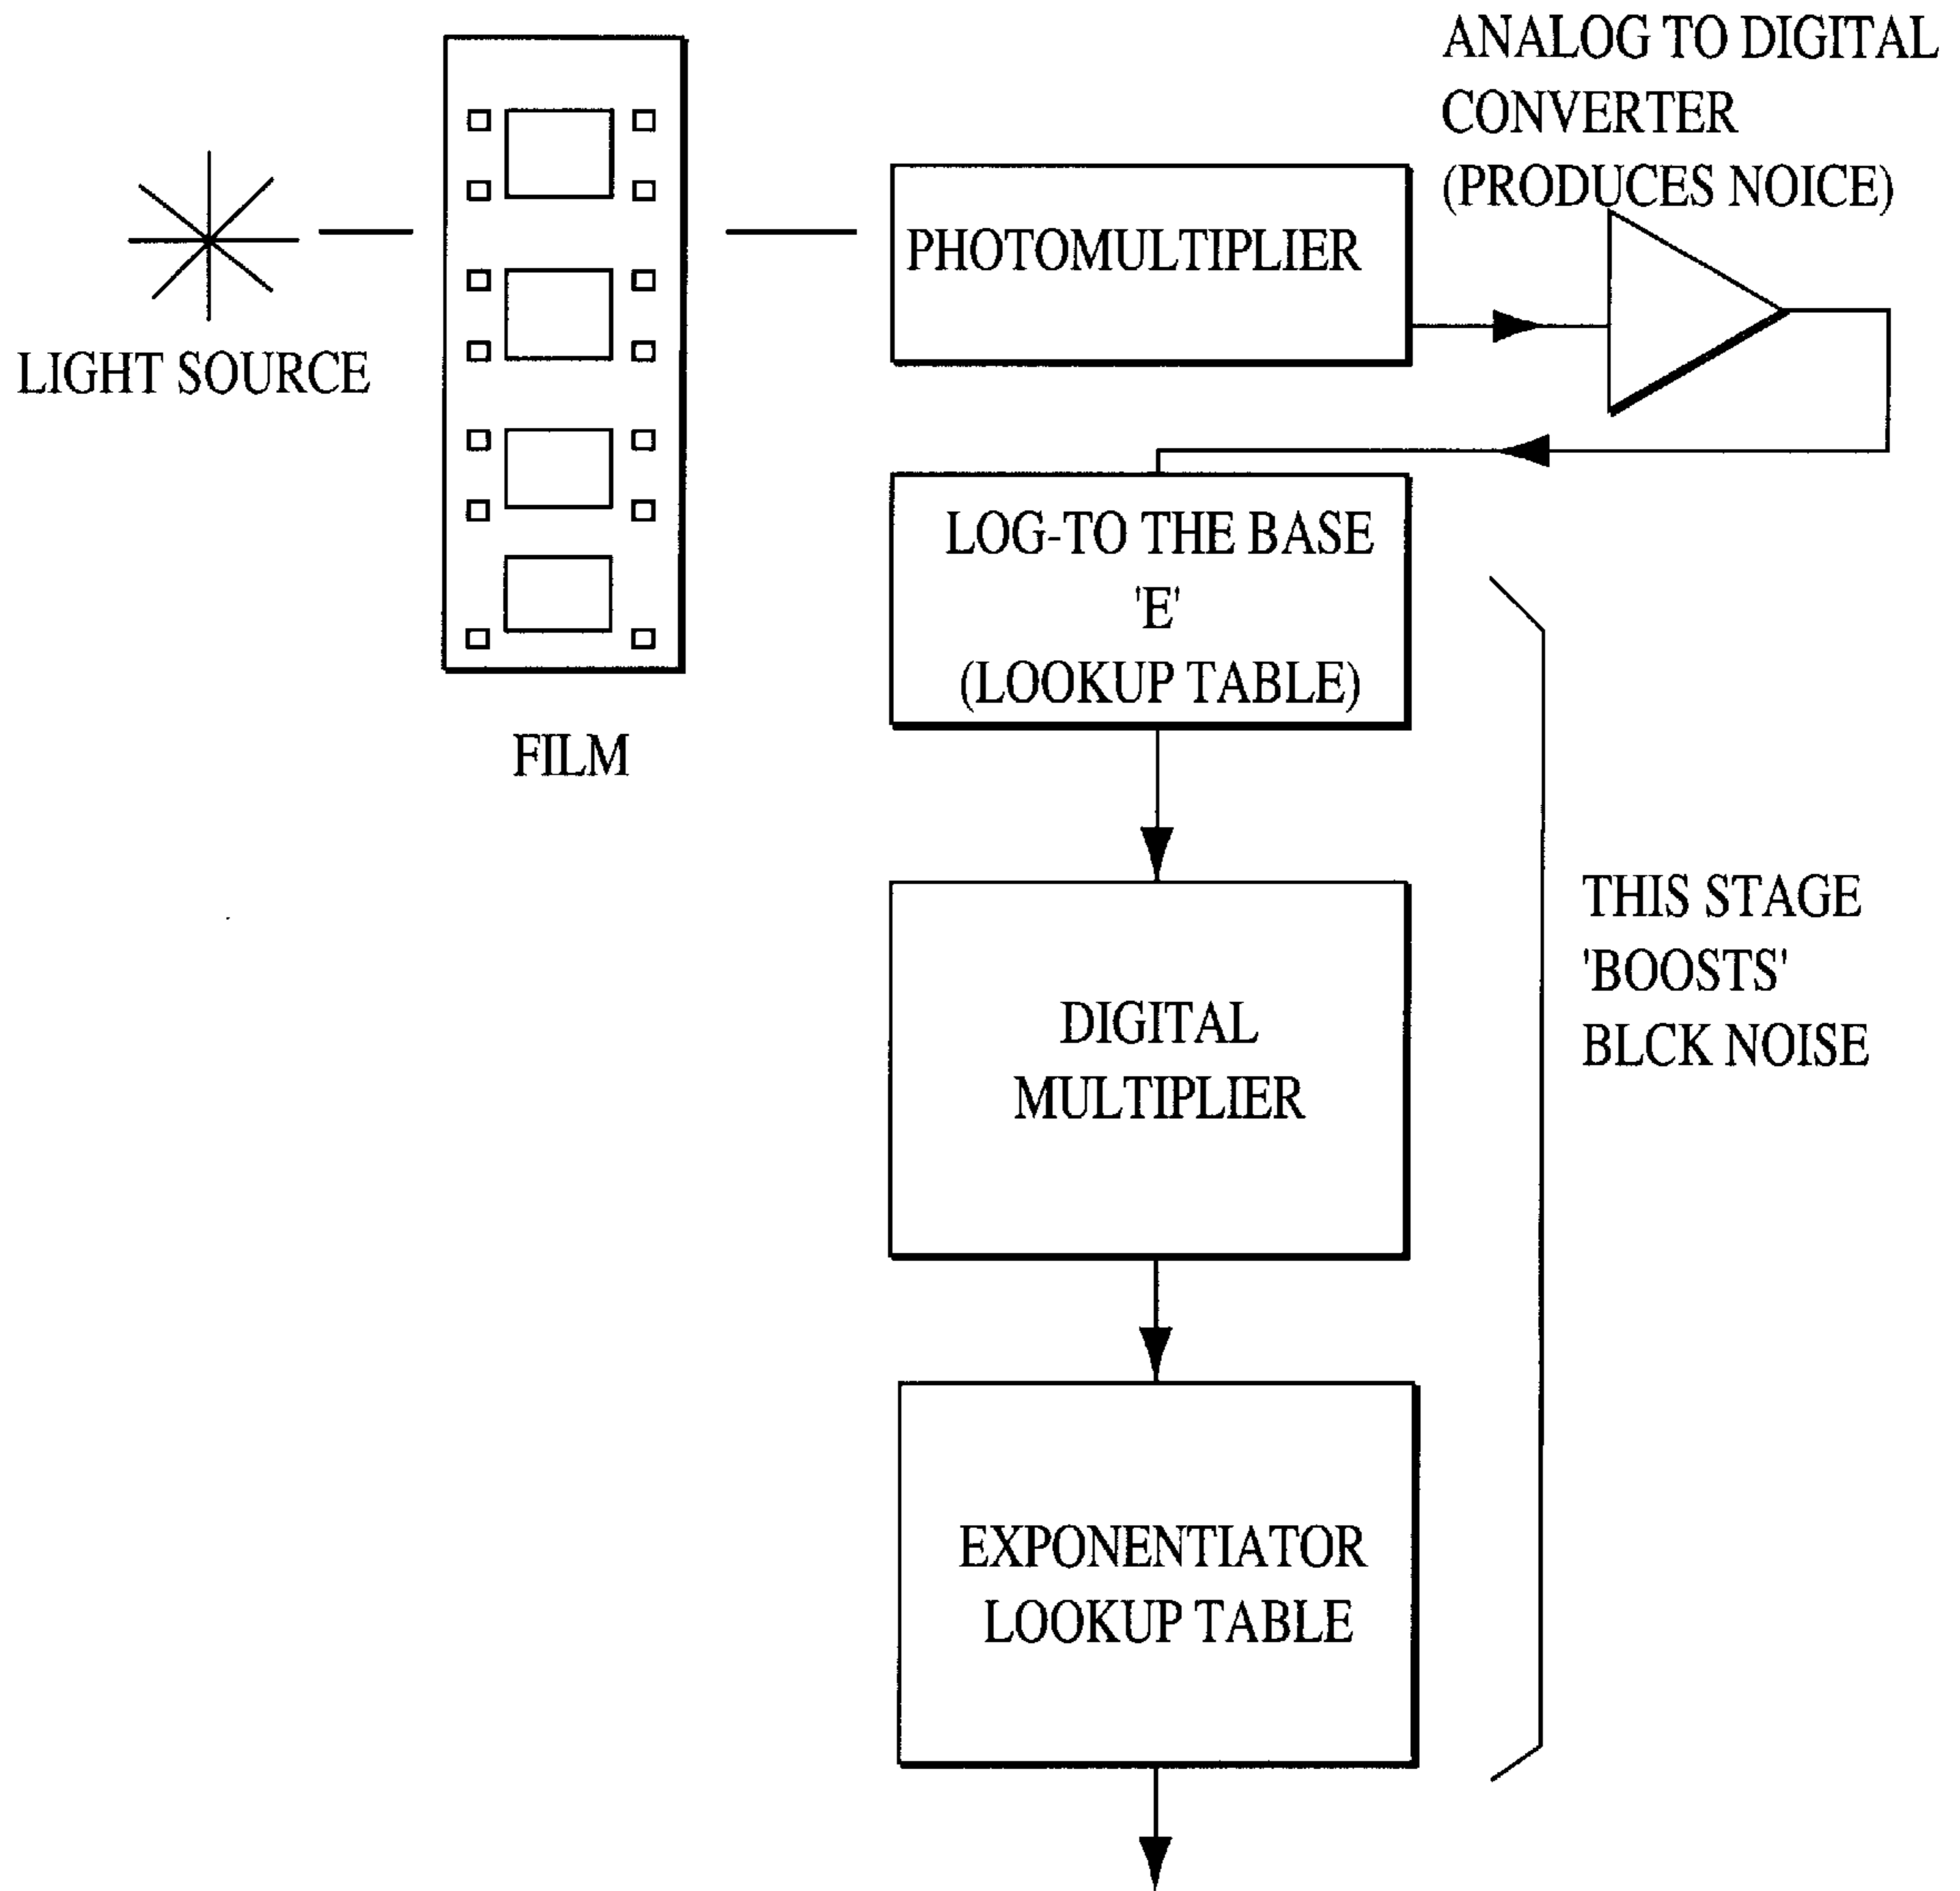 ANALOG TO DIGITAL
CONVERTER
(PRODUCES NOICE)
PHOTOMULTIPLIER
LIGHT SOURCE
LOG-TO THE BASE
'E'
(LOOKUP TABLE)
FILM
THIS STAGE
'BOOSTS'
BLCK NOISE
DIGITAL
MULTIPLIER
EXPONENTIATOR
LOOKUP TABLE